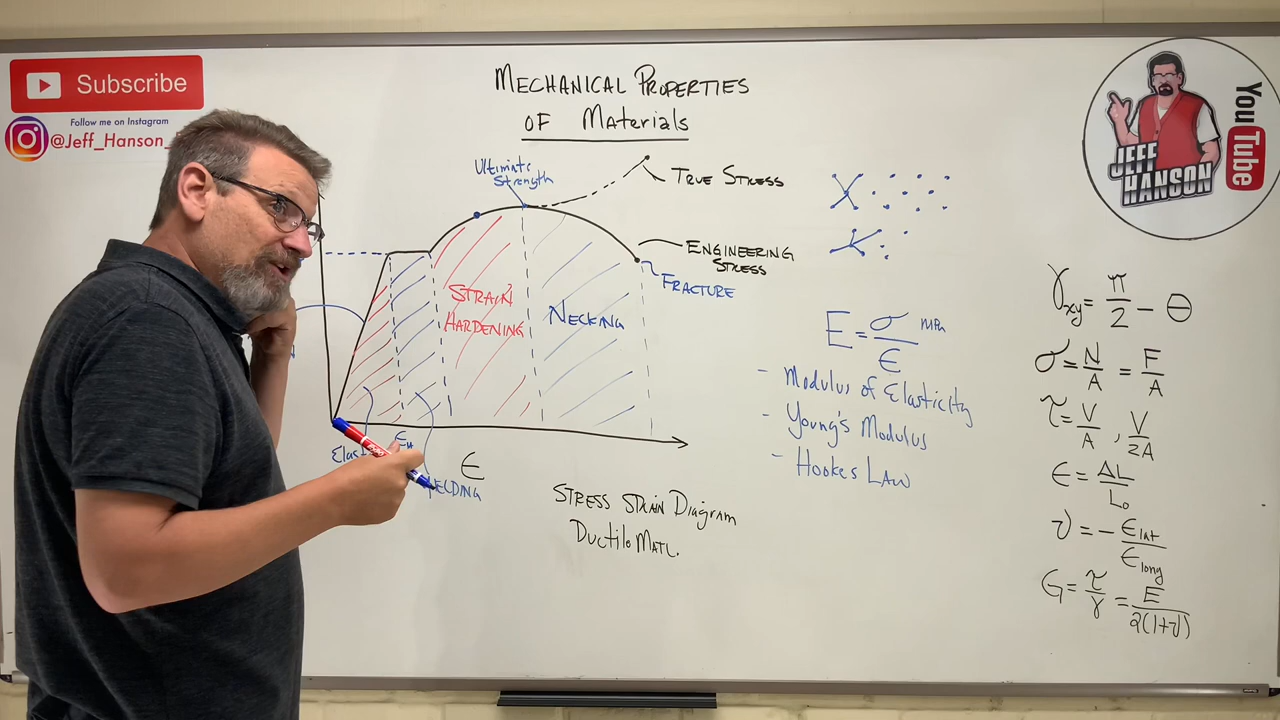 Subscribe
Follow me on Instagram
@Jeff_Hanson_
MECHANICAL PROPERTIES
OF Materials
Ultimate
Strength
TRUE STRESS
ENGINEERING
STRESS
FRACTURE
STRAIN
HARDENING
NECKING
ϵ
STRESS STRAIN Diagram
Ductile MATL.
E = σ/ϵ MPa
- Modulus of Elasticity
- Young's Modulus
- Hookes LAW
γxy = π/2 - θ
σ = N/A = F/A
τ = V/A , V/2A
ϵ = ΔL/L₀
ν = - ϵlat/ϵlong
G = τ/γ = E/2(1+ν)
JEFF
HANSON
YouTube